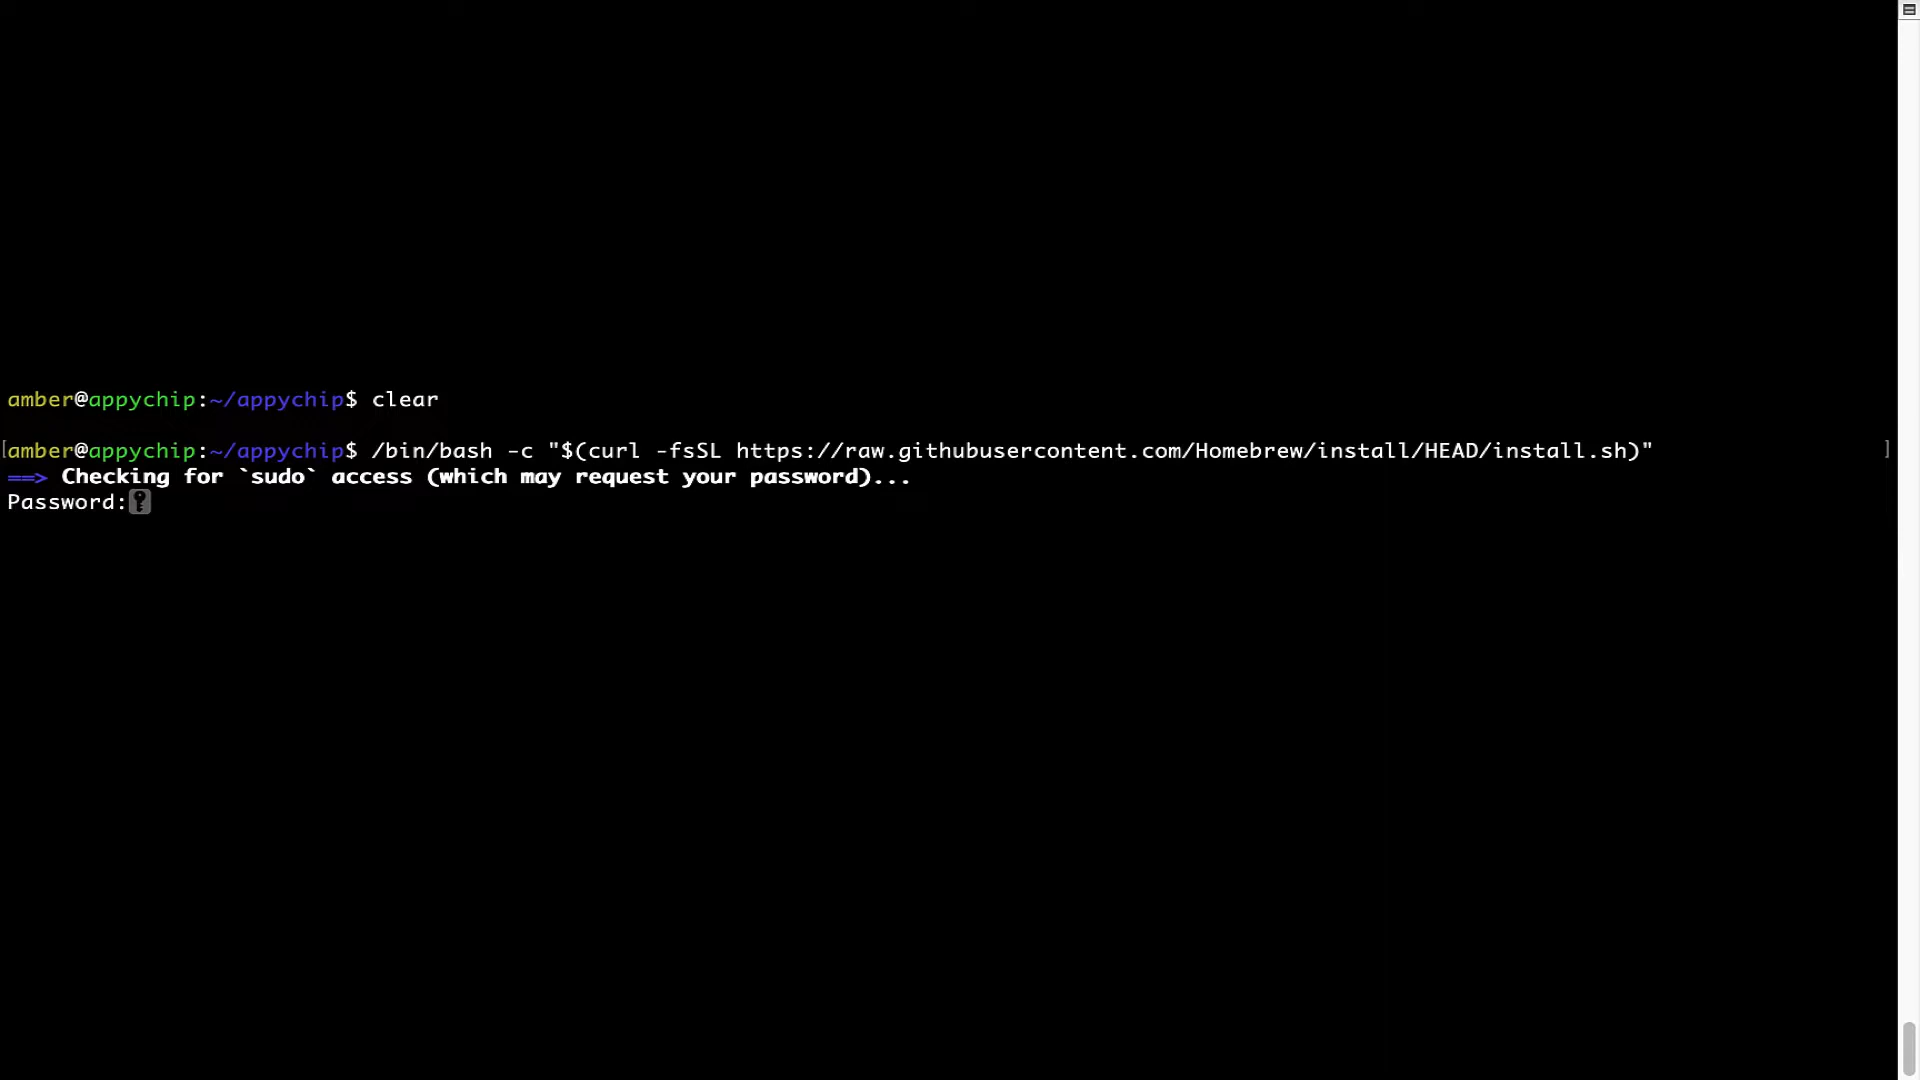 amber@appychip:~/appychip$ clear
[amber@appychip:~/appychip$ /bin/bash -c "$(curl -fsSL https://raw.githubusercontent.com/Homebrew/install/HEAD/install.sh)" ]
==> Checking for `sudo` access (which may request your password)...
Password: